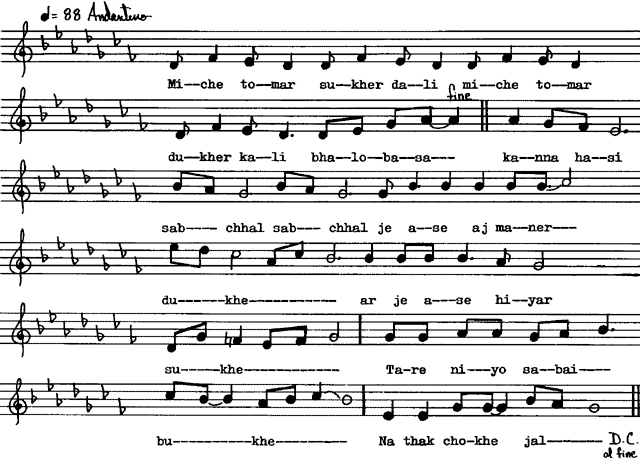 d= 88 Andantino
Mi--che to--mar su--kher da--li mi--che to--mar
fine
du--kher ka--li bha--lo--ba--sa--- ka--nna ha--si
sab---- chhal sab--- chhal je a--se aj ma--ner---
du------khe----------- ar je a---se hi--yar
su----khe------------ Ta-re ni---yo sa-bai----
bu----------khe------- Na thak cho-khe jal------- D.C.
al fine